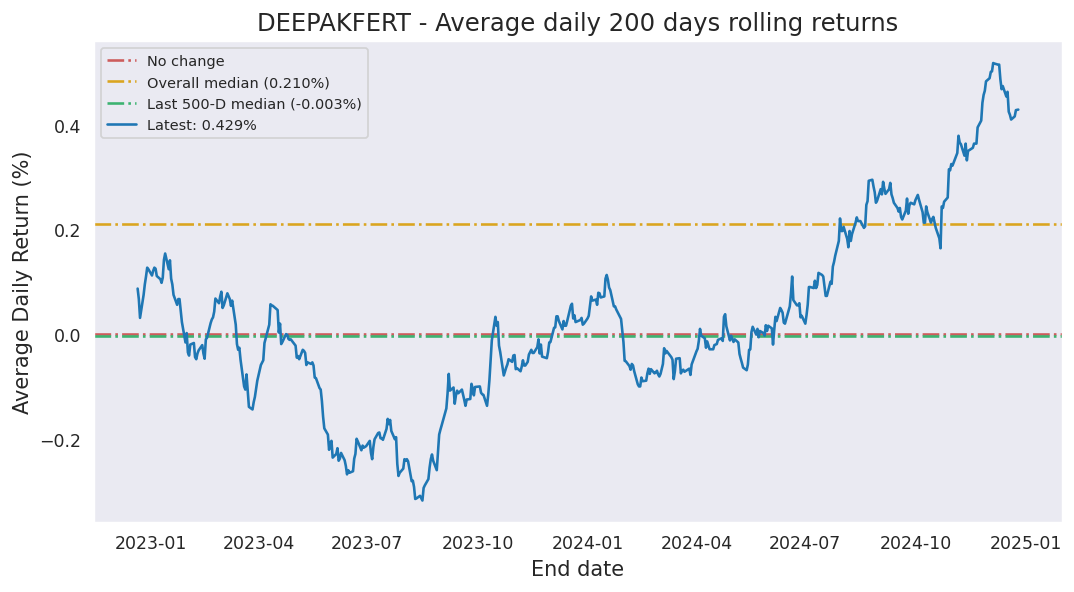 DEEPAKFERT - Average daily 200 days rolling returns
No change
Overall median (0.210%)
Last 500-D median (-0.003%)
Latest: 0.429%
Average Daily Return (%)
0.4
0.2
0.0
−0.2
2023-01 2023-04 2023-07 2023-10 2024-01 2024-04 2024-07 2024-10 2025-01
End date